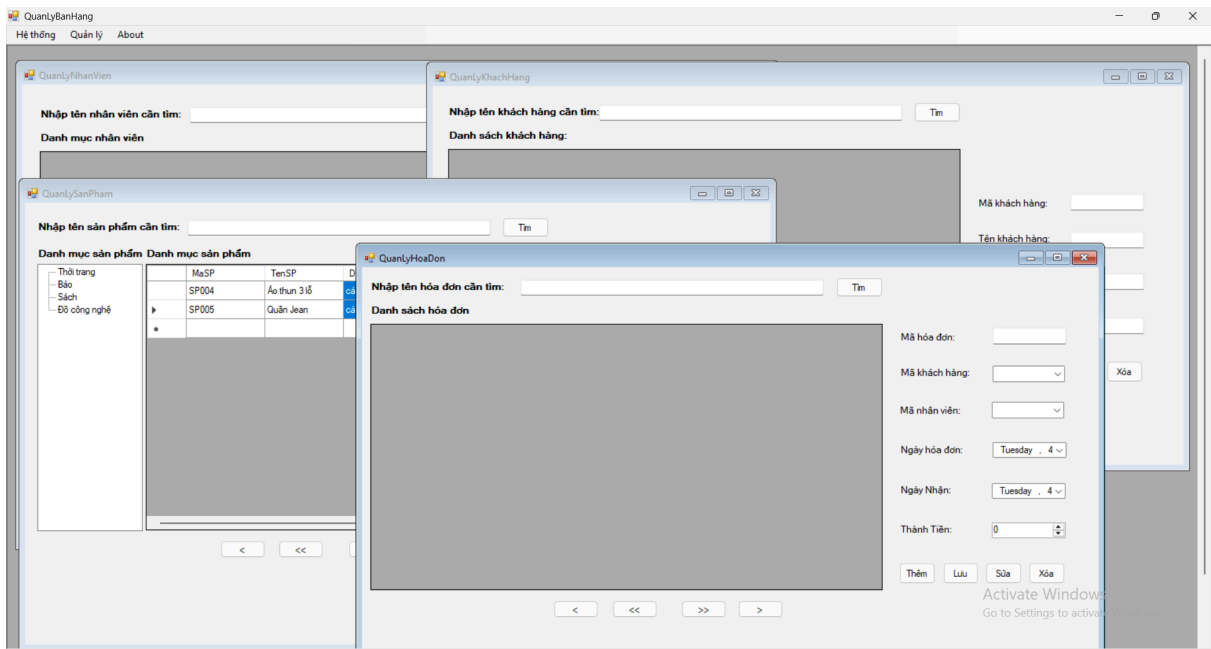 QuanLyBanHang
Hệ thống Quản lý About
QuanLyNhanVien
Nhập tên nhân viên cần tìm:
Danh mục nhân viên
QuanLyKhachHang
Nhập tên khách hàng cần tìm:
Tìm
Danh sách khách hàng:
Mã khách hàng:
Tên khách hàng:
Xóa
QuanLySanPham
Nhập tên sản phẩm cần tìm:
Tìm
Danh mục sản phẩm Danh mục sản phẩm
Thời trang
Báo
Sách
Đồ công nghệ
MaSP TenSP D
SP004 Áo thun 3 lỗ cá
SP005 Quần Jean cá
< <<
QuanLyHoaDon
Nhập tên hóa đơn cần tìm:
Tìm
Danh sách hóa đơn
Mã hóa đơn:
Mã khách hàng:
Mã nhân viên:
Ngày hóa đơn: Tuesday , 4
Ngày Nhận: Tuesday , 4
Thành Tiền: 0
Thêm Lưu Sửa Xóa
< << >> >
Activate Windows
Go to Settings to activate Windows.